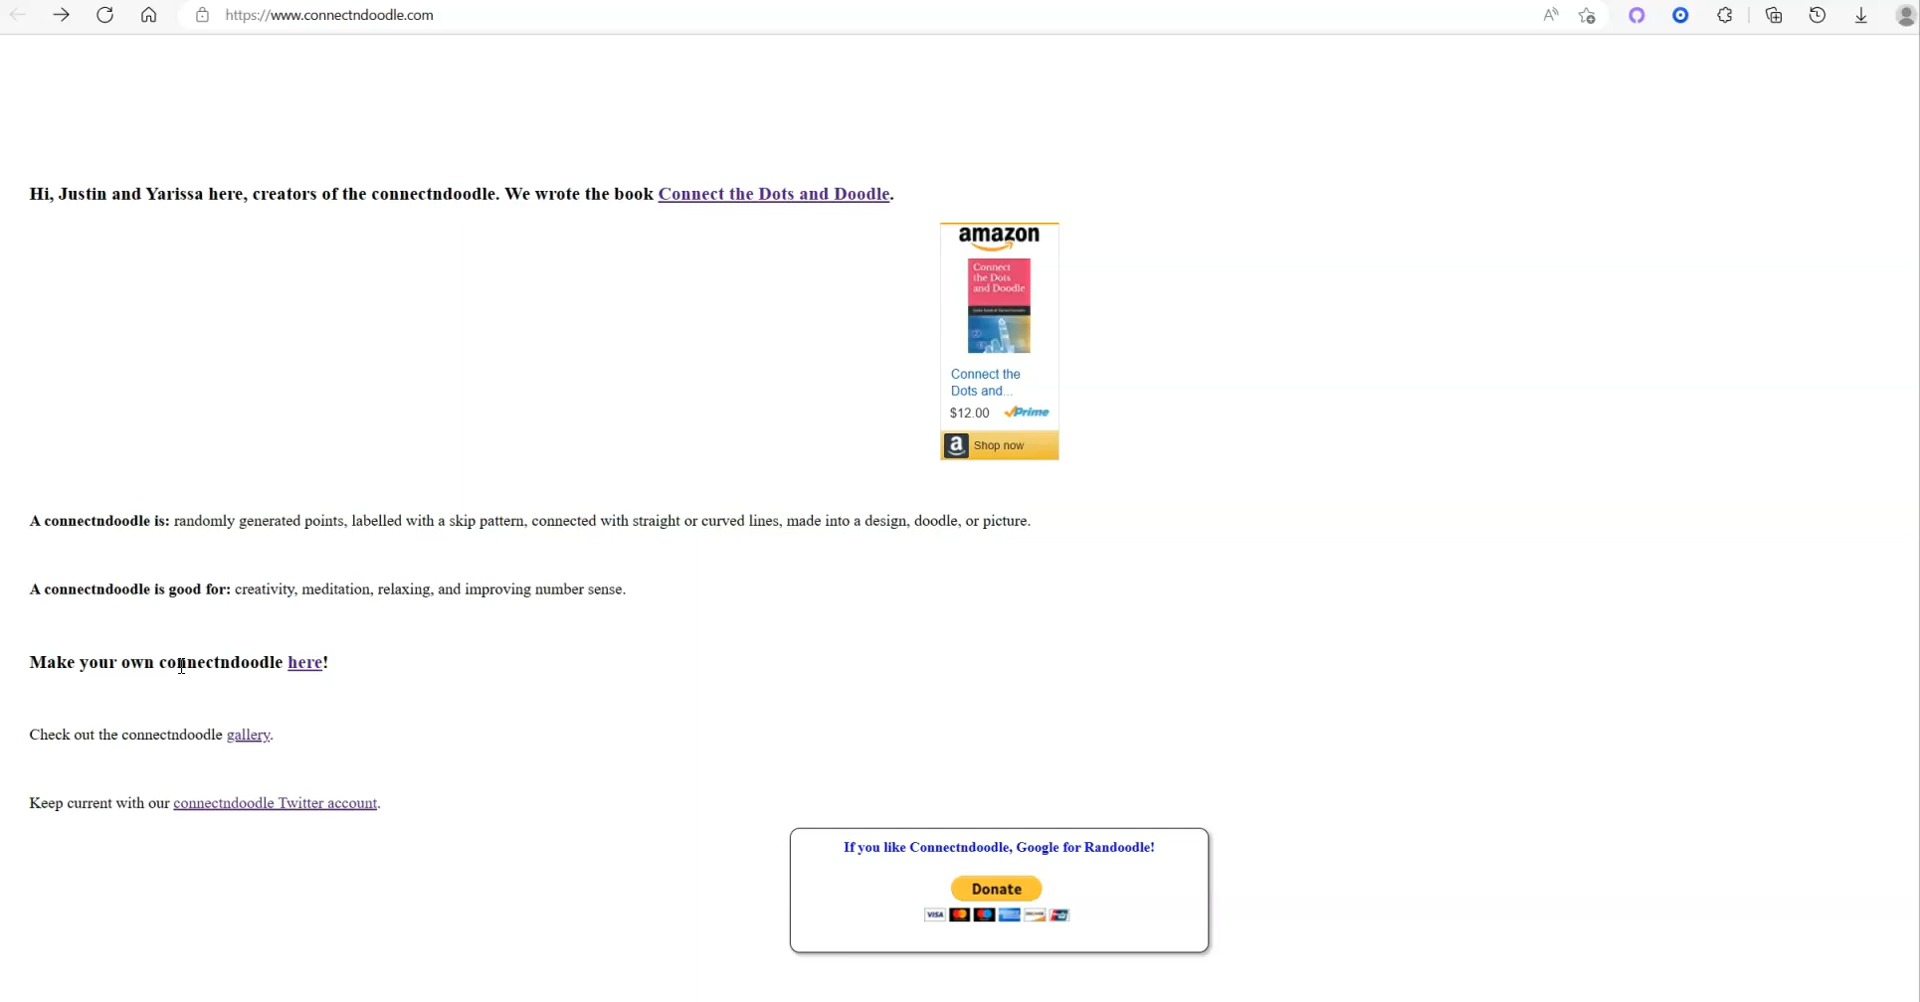 https://www.connectndoodle.com
Hi, Justin and Yarissa here, creators of the connectndoodle. We wrote the book Connect the Dots and Doodle.
amazon
Connect
the Dots
and Doodle
Connect the
Dots and...
$12.00 Prime
a Shop now
A connectndoodle is: randomly generated points, labelled with a skip pattern, connected with straight or curved lines, made into a design, doodle, or picture.
A connectndoodle is good for: creativity, meditation, relaxing, and improving number sense.
Make your own connectndoodle here!
Check out the connectndoodle gallery.
Keep current with our connectndoodle Twitter account.
If you like Connectndoodle, Google for Randoodle!
Donate
VISA